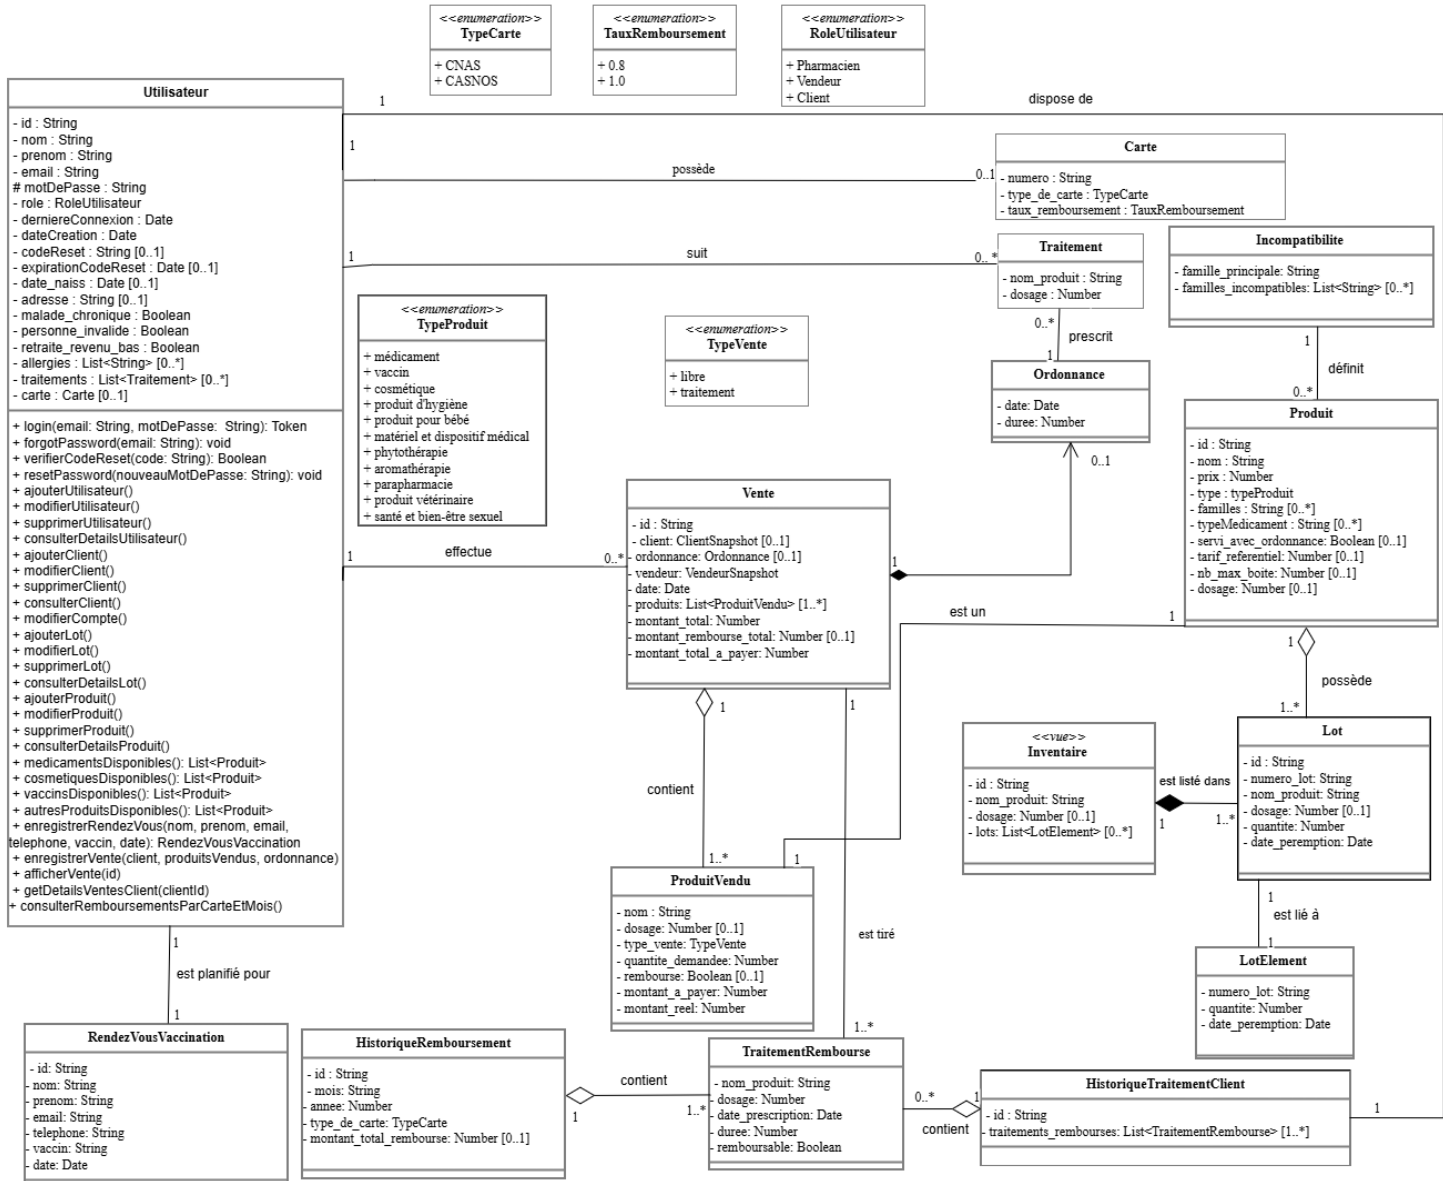 <<enumeration>>
TypeCarte
+ CNAS
+ CASNOS
<<enumeration>>
TauxRemboursement
+ 0.8
+ 1.0
<<enumeration>>
RoleUtilisateur
+ Pharmacien
+ Vendeur
+ Client
Utilisateur
- id : String
- nom : String
- prenom : String
- email : String
# motDePasse : String
- role : RoleUtilisateur
- derniereConnexion : Date
- dateCreation : Date
- codeReset : String [0..1]
- expirationCodeReset : Date [0..1]
- date_naiss : Date [0..1]
- adresse : String [0..1]
- malade_chronique : Boolean
- personne_invalide : Boolean
- retraite_revenu_bas : Boolean
- allergies : List<String> [0..*]
- traitements : List<Traitement> [0..*]
- carte : Carte [0..1]
+ login(email: String, motDePasse: String): Token
+ forgotPassword(email: String): void
+ verifierCodeReset(code: String): Boolean
+ resetPassword(nouveauMotDePasse: String): void
+ ajouterUtilisateur()
+ modifierUtilisateur()
+ supprimerUtilisateur()
+ consulterDetailsUtilisateur()
+ ajouterClient()
+ modifierClient()
+ supprimerClient()
+ consulterClient()
+ modifierCompte()
+ ajouterLot()
+ modifierLot()
+ supprimerLot()
+ consulterDetailsLot()
+ ajouterProduit()
+ modifierProduit()
+ supprimerProduit()
+ consulterDetailsProduit()
+ medicamentsDisponibles(): List<Produit>
+ cosmetiquesDisponibles(): List<Produit>
+ vaccinsDisponibles(): List<Produit>
+ autresProduitsDisponibles(): List<Produit>
+ enregistrerRendezVous(nom, prenom, email,
telephone, vaccin, date): RendezVousVaccination
+ enregistrerVente(client, produitsVendus, ordonnance)
+ afficherVente(id)
+ getDetailsVentesClient(clientId)
+ consulterRemboursementsParCarteEtMois()
1
dispose de
1
1
possède
0..1
Carte
- numero : String
- type_de_carte : TypeCarte
- taux_remboursement : TauxRemboursement
1
suit
0..*
Traitement
- nom_produit : String
- dosage : Number
Incompatibilite
- famille_principale: String
- familles_incompatibles: List<String> [0..*]
<<enumeration>>
TypeProduit
+ médicament
+ vaccin
+ cosmétique
+ produit d'hygiène
+ produit pour bébé
+ matériel et dispositif médical
+ phytothérapie
+ aromathérapie
+ parapharmacie
+ produit vétérinaire
+ santé et bien-être sexuel
<<enumeration>>
TypeVente
+ libre
+ traitement
0..*
prescrit
1
Ordonnance
- date: Date
- duree: Number
0..1
1
définit
0..*
Produit
- id : String
- nom : String
- prix : Number
- type : typeProduit
- familles : String [0..*]
- typeMedicament : String [0..*]
- servi_avec_ordonnance: Boolean [0..1]
- tarif_referentiel: Number [0..1]
- nb_max_boite: Number [0..1]
- dosage: Number [0..1]
1
effectue
0..*
Vente
- id : String
- client: ClientSnapshot [0..1]
- ordonnance: Ordonnance [0..1]
- vendeur: VendeurSnapshot
- date: Date
- produits: List<ProduitVendu> [1..*]
- montant_total: Number
- montant_rembourse_total: Number [0..1]
- montant_total_a_payer: Number
1
est un
1
1
possède
1..*
1
1
contient
1..*
1
<<vue>>
Inventaire
- id : String
- nom_produit: String
- dosage: Number [0..1]
- lots: List<LotElement> [0..*]
est listé dans
1
1..*
Lot
- id : String
- numero_lot: String
- nom_produit: String
- dosage: Number [0..1]
- quantite: Number
- date_peremption: Date
ProduitVendu
- nom : String
- dosage: Number [0..1]
- type_vente: TypeVente
- quantite_demandee: Number
- rembourse: Boolean [0..1]
- montant_a_payer: Number
- montant_reel: Number
est tiré
1..*
1
est lié à
1
LotElement
- numero_lot: String
- quantite: Number
- date_peremption: Date
1
est planifié pour
1
RendezVousVaccination
- id: String
- nom: String
- prenom: String
- email: String
- telephone: String
- vaccin: String
- date: Date
HistoriqueRemboursement
- id : String
- mois: String
- annee: Number
- type_de_carte: TypeCarte
- montant_total_rembourse: Number [0..1]
1
contient
1..*
TraitementRembourse
- nom_produit: String
- dosage: Number
- date_prescription: Date
- duree: Number
- remboursable: Boolean
0..*
1
contient
HistoriqueTraitementClient
- id : String
- traitements_rembourses: List<TraitementRembourse> [1..*]
1